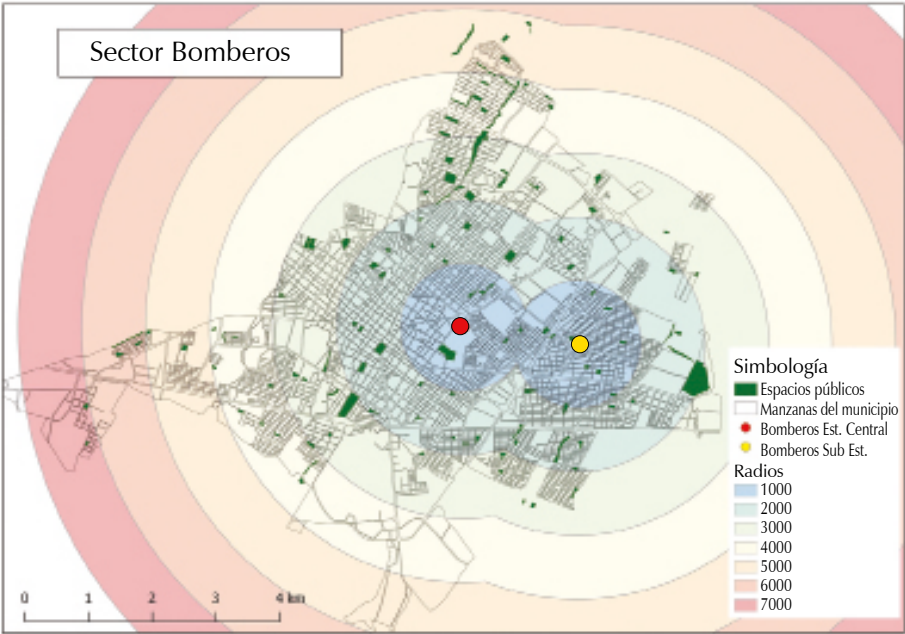 Sector Bomberos
Simbología
Espacios públicos
Manzanas del municipio
Bomberos Est. Central
Bomberos Sub Est.
Radios
1000
2000
3000
4000
5000
6000
7000
0 1 2 3 4 km